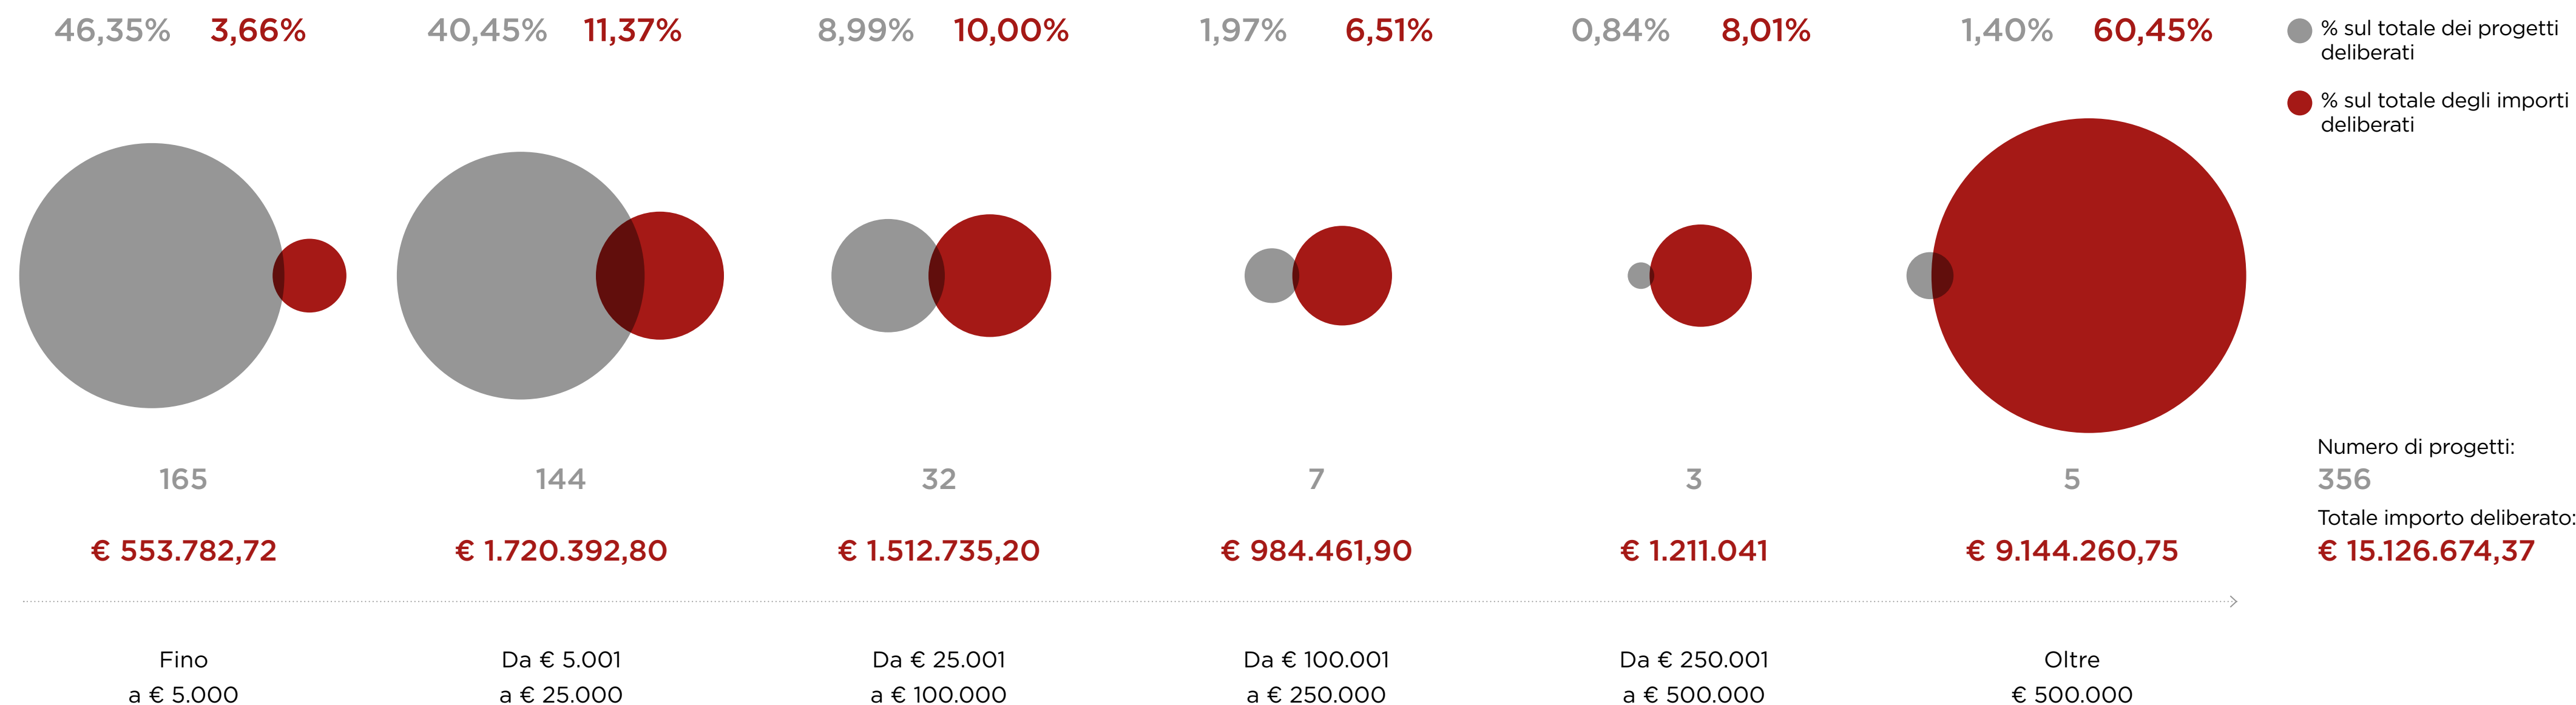 46,35% 3,66% 40,45% 11,37% 8,99% 10,00% 1,97% 6,51% 0,84% 8,01% 1,40% 60,45%
% sul totale dei progetti
deliberati
% sul totale degli importi
deliberati
Numero di progetti:
165 144 32 7 3 5 356
Totale importo deliberato:
€ 553.782,72 € 1.720.392,80 € 1.512.735,20 € 984.461,90 € 1.211.041 € 9.144.260,75 € 15.126.674,37
Fino Da € 5.001 Da € 25.001 Da € 100.001 Da € 250.001 Oltre
a € 5.000 a € 25.000 a € 100.000 a € 250.000 a € 500.000 € 500.000